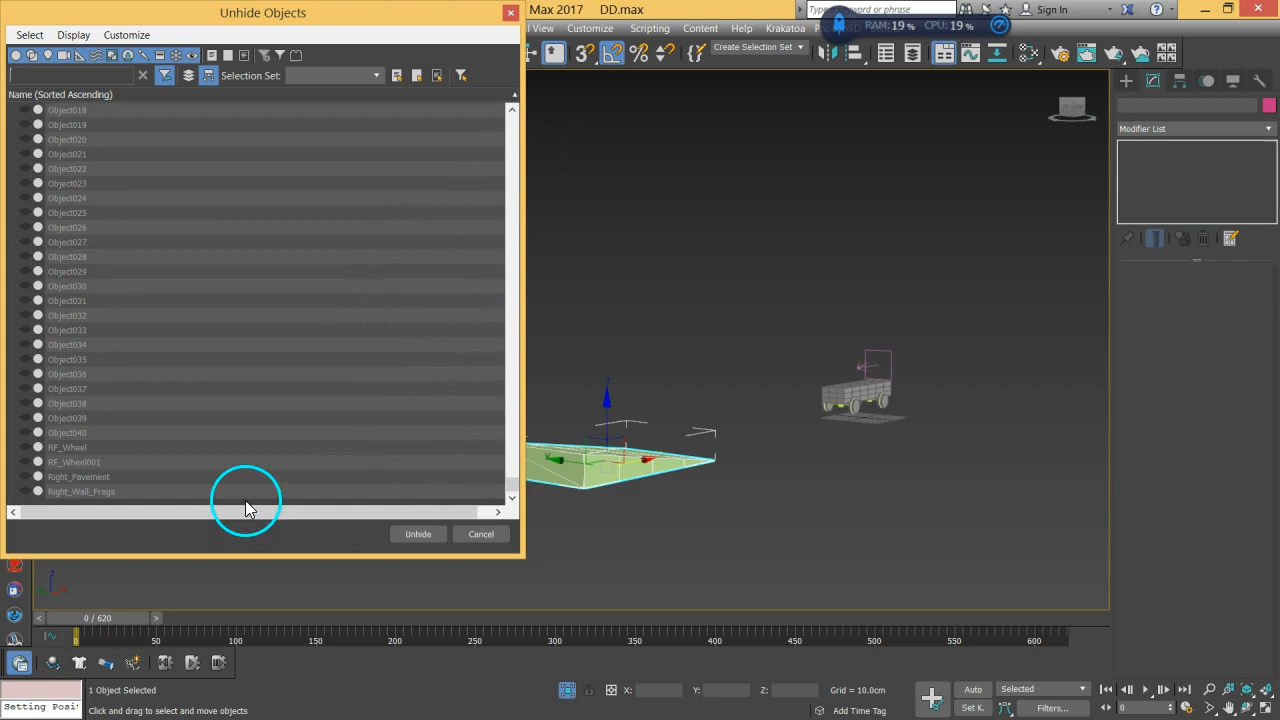 Unhide Objects
Max 2017 DD.max
Sign In
RAM: 19 % CPU: 19 %
Select Display Customize
l View Customize Scripting Content Help Krakatoa
Create Selection Set
Selection Set:
Name (Sorted Ascending)
Object018
Object019
Object020
Object021
Object022
Object023
Object024
Object025
Object026
Object027
Object028
Object029
Object030
Object031
Object032
Object033
Object034
Object035
Object036
Object037
Object038
Object039
Object040
RF_Wheel
RF_Wheel001
Right_Pavement
Right_Wall_Frags
Unhide Cancel
Modifier List
0 / 620
0 50 100 150 200 250 300 350 400 450 500 550 600
1 Object Selected
X: Y: Z: Grid = 10.0cm
Auto Selected
Setting Posi
Click and drag to select and move objects
Add Time Tag
Set K. Filters... 0